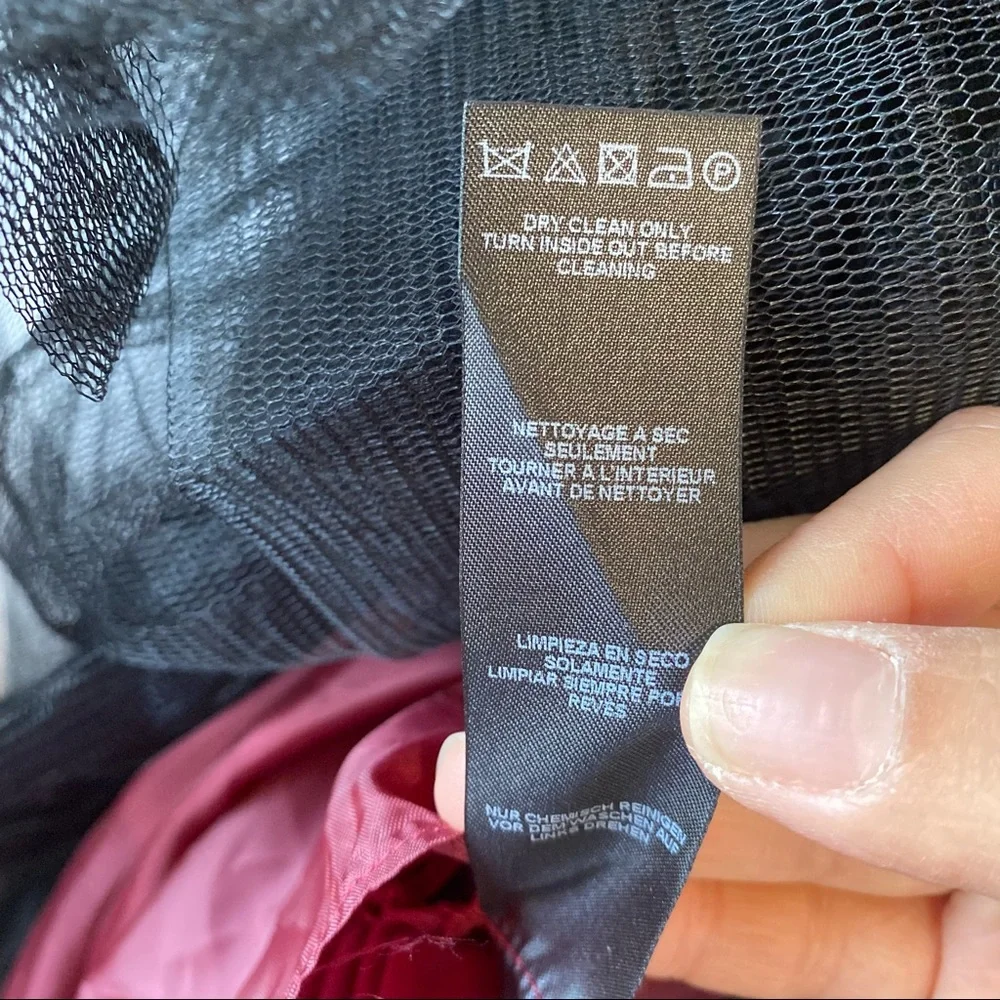 P
DRY CLEAN ONLY
TURN INSIDE OUT BEFORE
CLEANING
NETTOYAGE A SEC
SEULEMENT
TOURNER A L'INTERIEUR
AVANT DE NETTOYER
LIMPIEZA EN SECO
SOLAMENTE
LIMPIAR SIEMPRE POR
REVES
NUR CHEMISCH REINIGEN
VOR DEM WASCHEN AUF
LINKS DREHEN